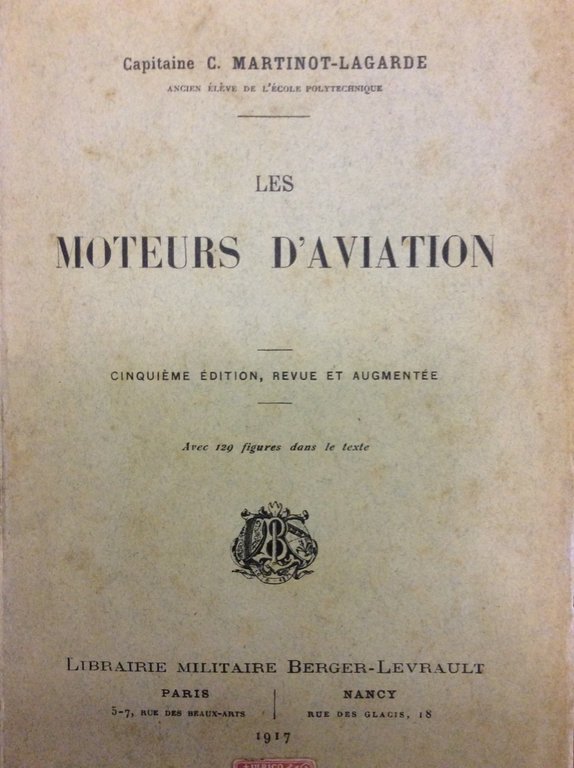 Capitaine C. MARTINOT-LAGARDE
ANCIEN ÉLÈVE DE L'ÉCOLE POLYTECHNIQUE
LES
MOTEURS D'AVIATION
CINQUIÈME ÉDITION, REVUE ET AUGMENTÉE
Avec 129 figures dans le texte
LIBRAIRIE MILITAIRE BERGER-LEVRAULT
PARIS
5-7, RUE DES BEAUX-ARTS
NANCY
RUE DES GLACIS, 18
1917